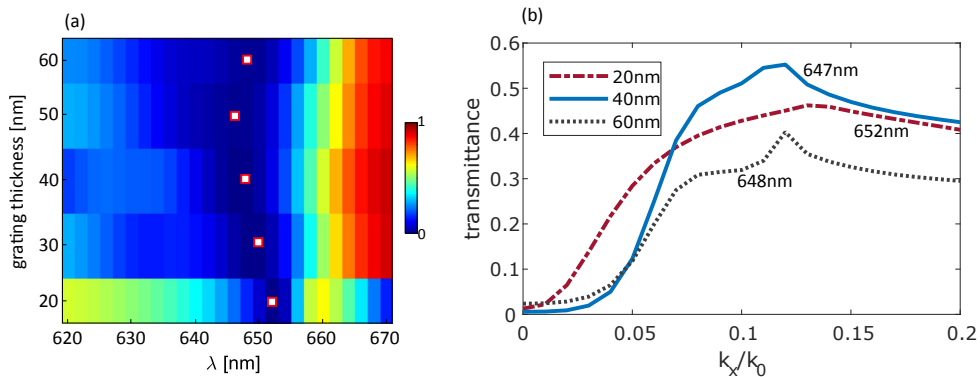 (a)
grating thickness [nm]
60
50
40
30
20
620
630
640
650
660
670
λ [nm]
1
0
(b)
transmittance
0.6
0.5
0.4
0.3
0.2
0.1
0
0
0.05
0.1
0.15
0.2
kₓ/k₀
20nm
40nm
60nm
647nm
652nm
648nm